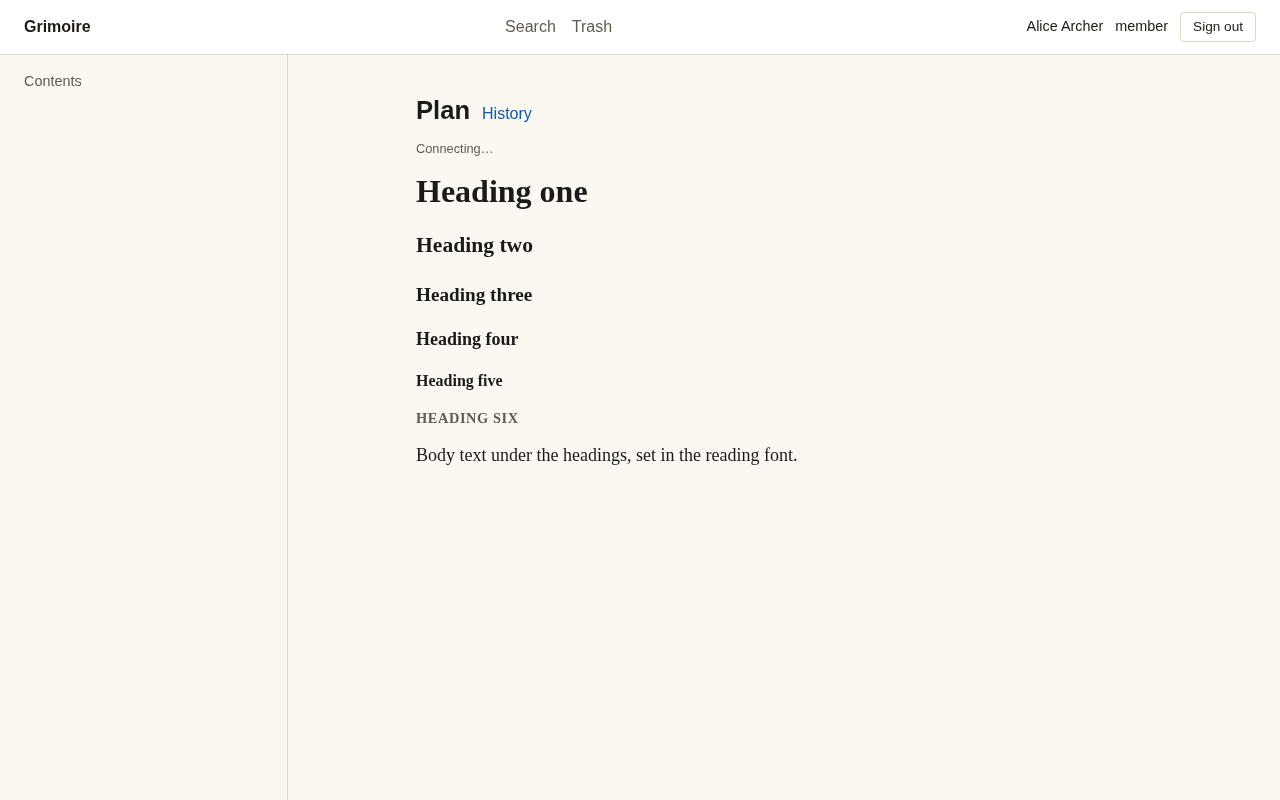 Grimoire
Search Trash
Alice Archer member Sign out
Contents
Plan History
Connecting…
Heading one
Heading two
Heading three
Heading four
Heading five
HEADING SIX
Body text under the headings, set in the reading font.